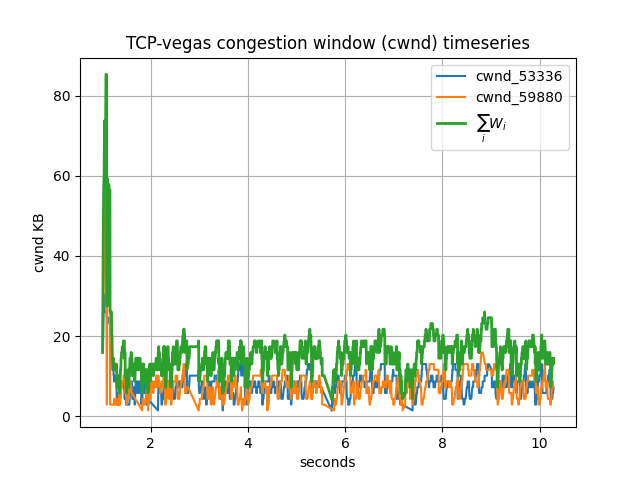 TCP-vegas congestion window (cwnd) timeseries
cwnd_53336
cwnd_59880
∑W_i
i
cwnd KB
80
60
40
20
0
2
4
6
8
10
seconds